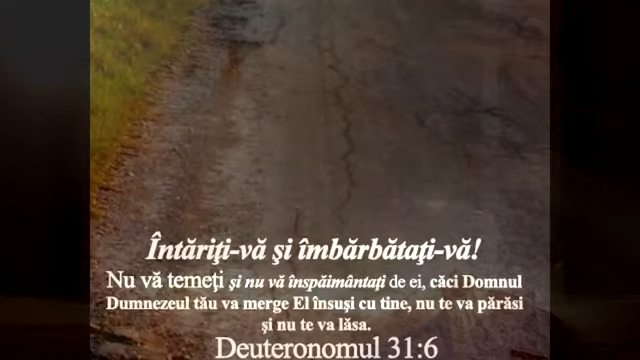 Întăriţi-vă şi îmbărbătaţi-vă!
Nu vă temeţi şi nu vă înspăimântaţi de ei, căci Domnul
Dumnezeul tău va merge El însuşi cu tine, nu te va părăsi
şi nu te va lăsa.
Deuteronomul 31:6